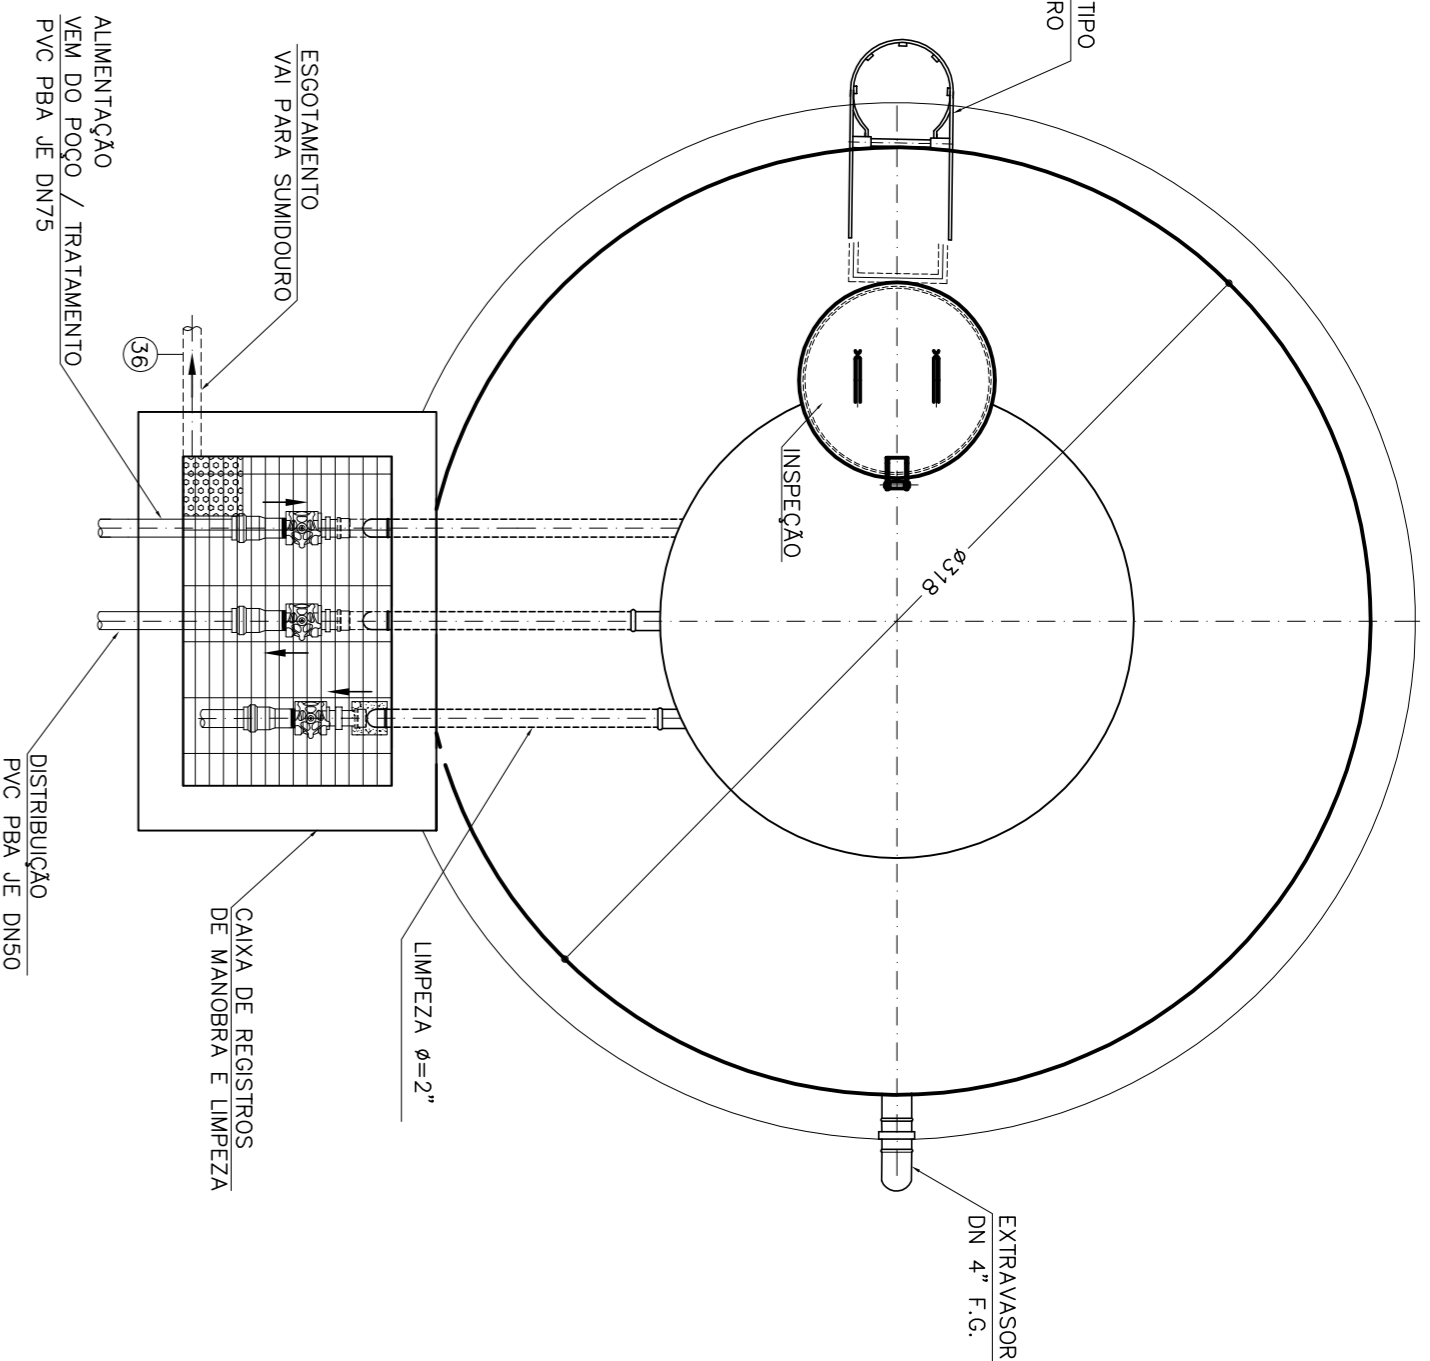 TIPO
RO
ALIMENTAÇÃO
VEM DO POÇO / TRATAMENTO
PVC PBA JE DN75
ESGOTAMENTO
VAI PARA SUMIDOURO
36
INSPEÇÃO
ø318
LIMPEZA ø=2"
CAIXA DE REGISTROS
DE MANOBRA E LIMPEZA
DISTRIBUIÇÃO
PVC PBA JE DN50
EXTRAVASOR
DN 4" F.G.